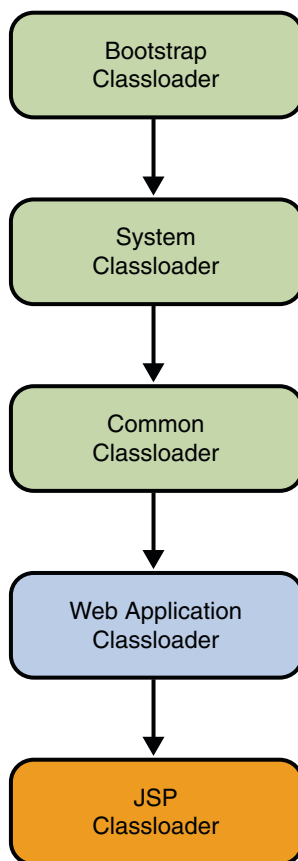 Bootstrap
Classloader
System
Classloader
Common
Classloader
Web Application
Classloader
JSP
Classloader